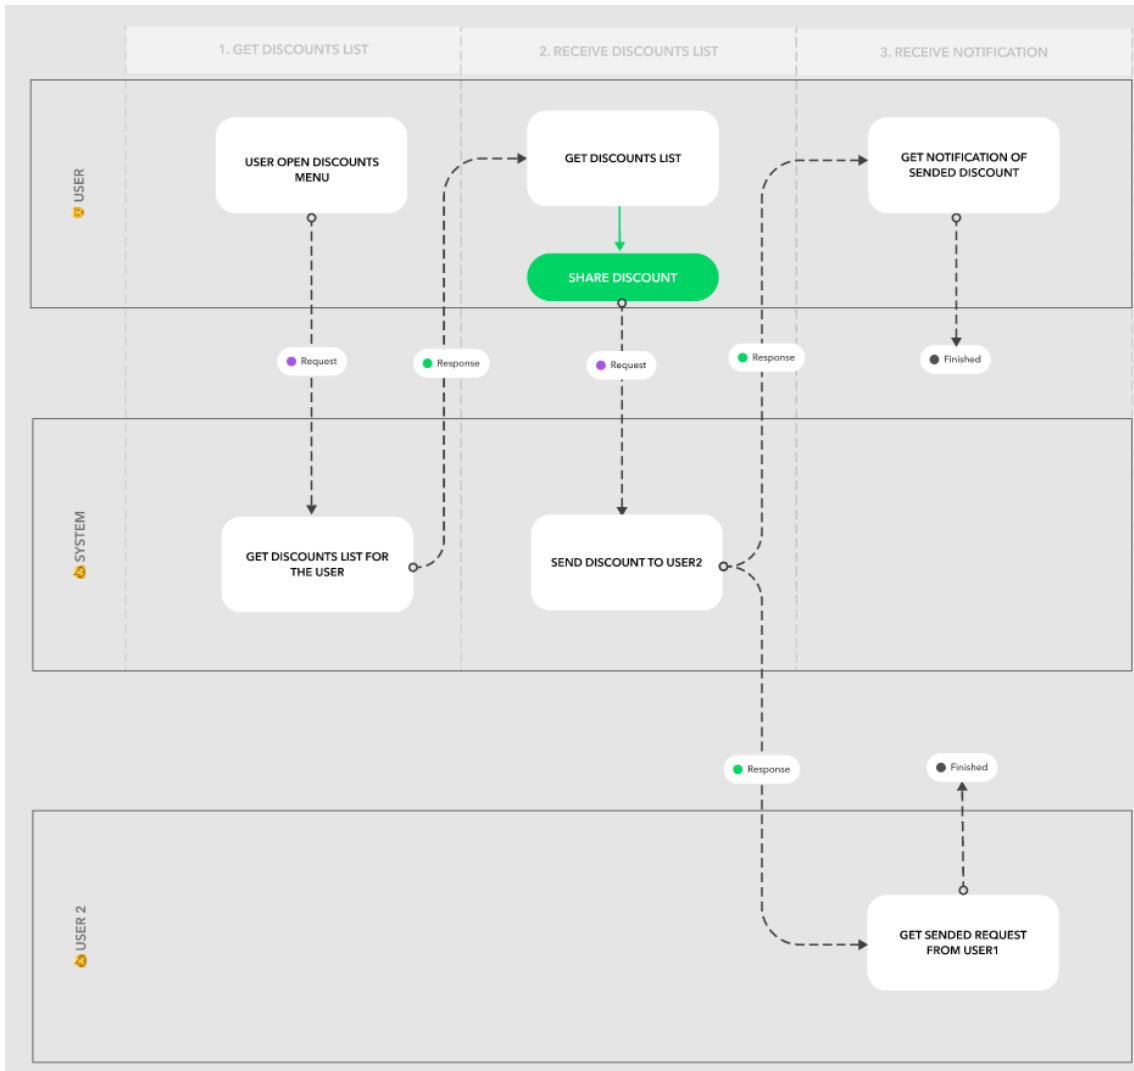 1. GET DISCOUNTS LIST
2. RECEIVE DISCOUNTS LIST
3. RECEIVE NOTIFICATION
USER
USER OPEN DISCOUNTS
MENU
GET DISCOUNTS LIST
GET NOTIFICATION OF
SENDED DISCOUNT
SHARE DISCOUNT
Request
Response
Request
Response
Finished
SYSTEM
GET DISCOUNTS LIST FOR
THE USER
SEND DISCOUNT TO USER2
Response
Finished
USER 2
GET SENDED REQUEST
FROM USER1